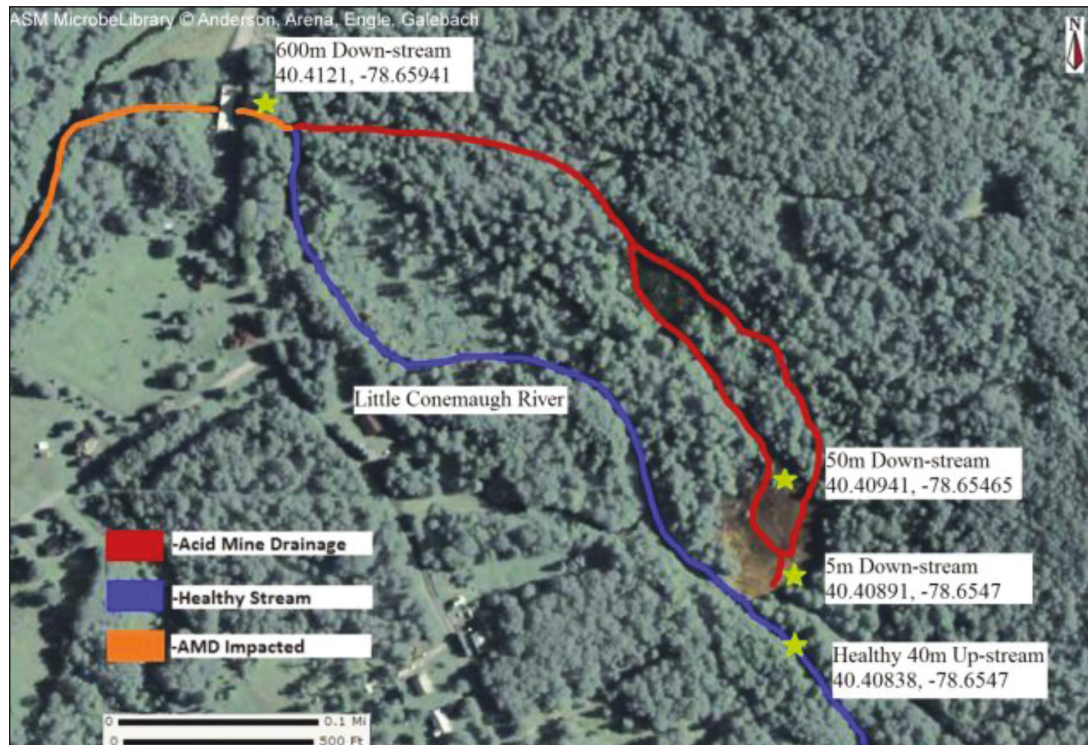 ASM MicrobeLibrary © Anderson, Arena, Engle, Galebach
N
600m Down-stream
40.4121, -78.65941
Little Conemaugh River
50m Down-stream
40.40941, -78.65465
5m Down-stream
40.40891, -78.6547
Healthy 40m Up-stream
40.40838, -78.6547
-Acid Mine Drainage
-Healthy Stream
-AMD Impacted
0 0.1 Mi
0 500 Ft